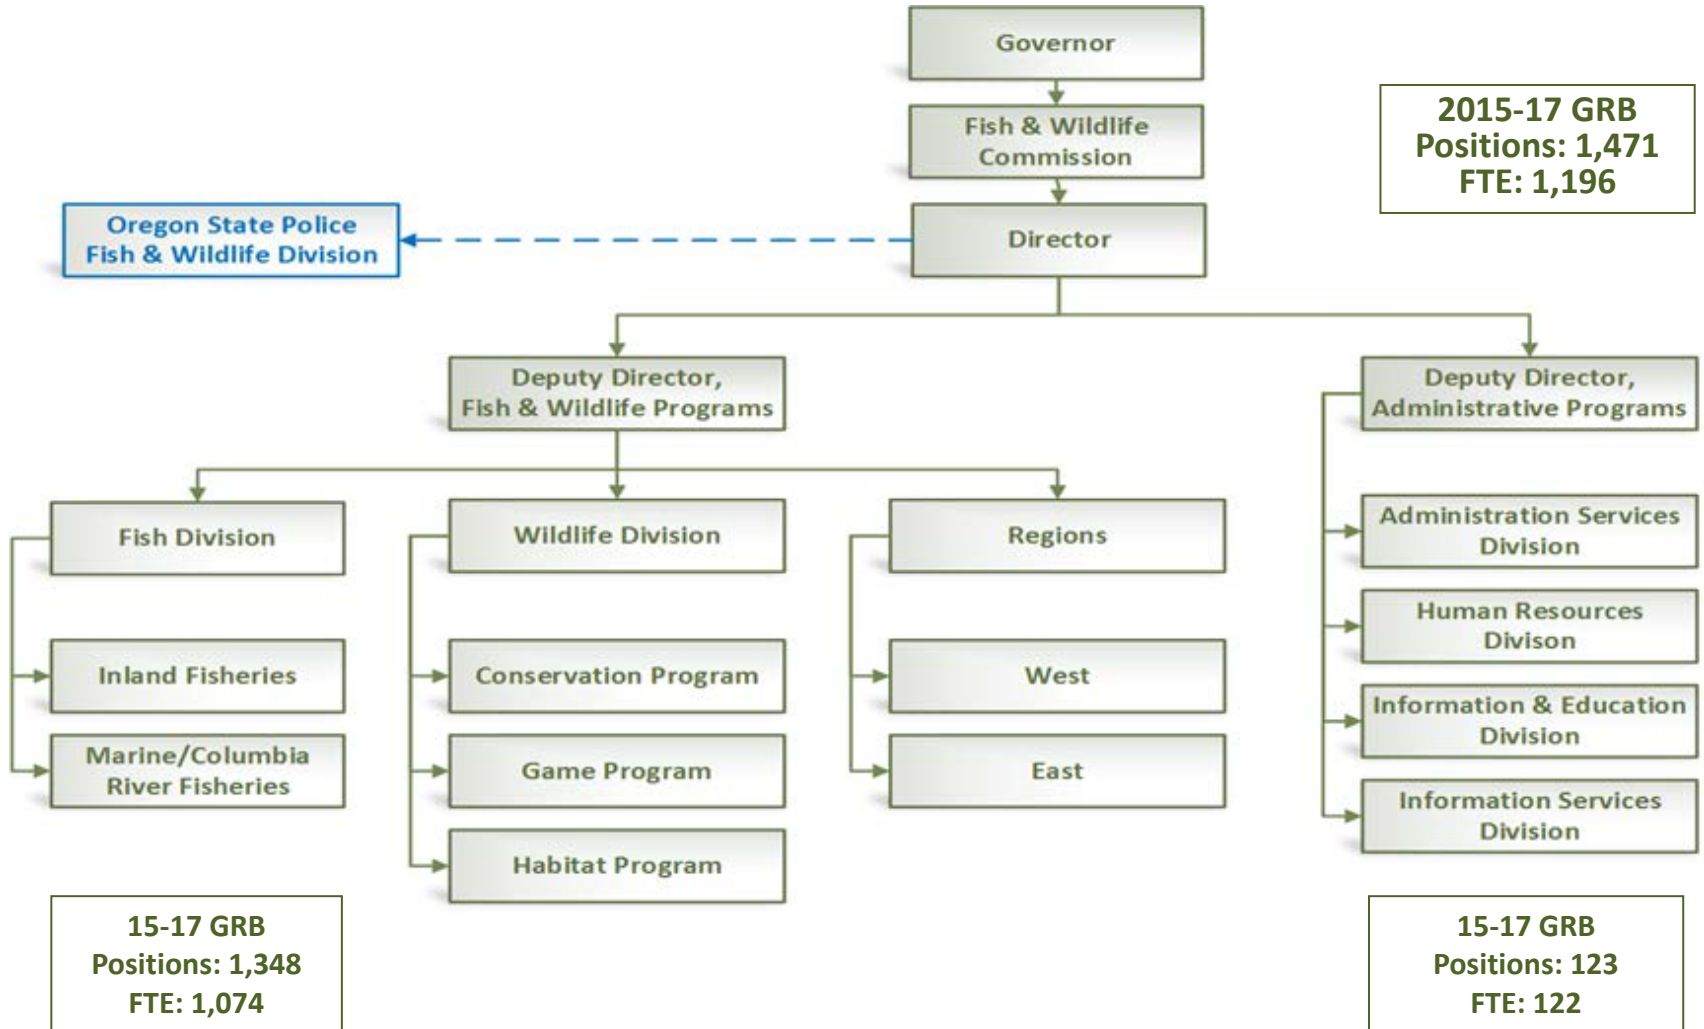 Governor
Fish & Wildlife
Commission
2015-17 GRB
Positions: 1,471
FTE: 1,196
Oregon State Police
Fish & Wildlife Division
Director
Deputy Director,
Fish & Wildlife Programs
Deputy Director,
Administrative Programs
Fish Division
Wildlife Division
Regions
Administration Services
Division
Human Resources
Divison
Inland Fisheries
Conservation Program
West
Information & Education
Division
Marine/Columbia
River Fisheries
Game Program
East
Information Services
Division
Habitat Program
15-17 GRB
Positions: 1,348
FTE: 1,074
15-17 GRB
Positions: 123
FTE: 122